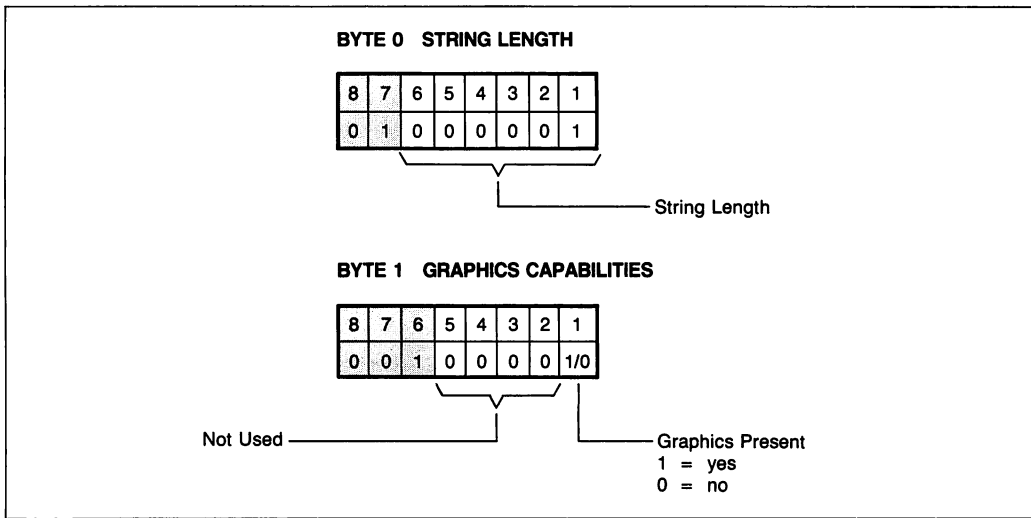 BYTE 0 STRING LENGTH
8 7 6 5 4 3 2 1
0 1 0 0 0 0 0 1
String Length
BYTE 1 GRAPHICS CAPABILITIES
8 7 6 5 4 3 2 1
0 0 1 0 0 0 0 1/0
Not Used
Graphics Present
1 = yes
0 = no